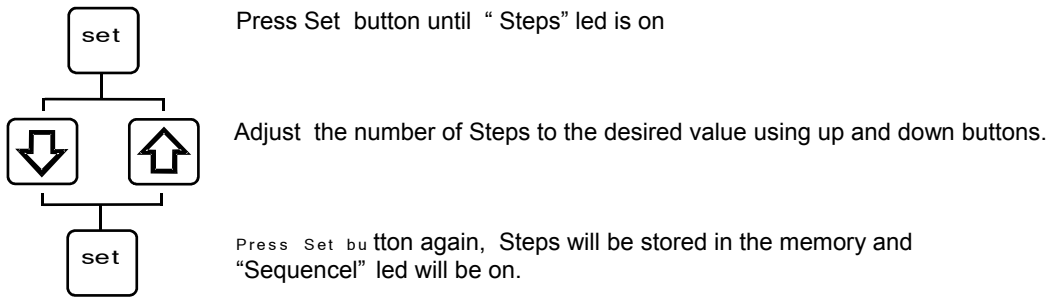 set
Press Set button until “ Steps” led is on
Adjust the number of Steps to the desired value using up and down buttons.
set
Press Set bu tton again, Steps will be stored in the memory and
“Sequencel” led will be on.